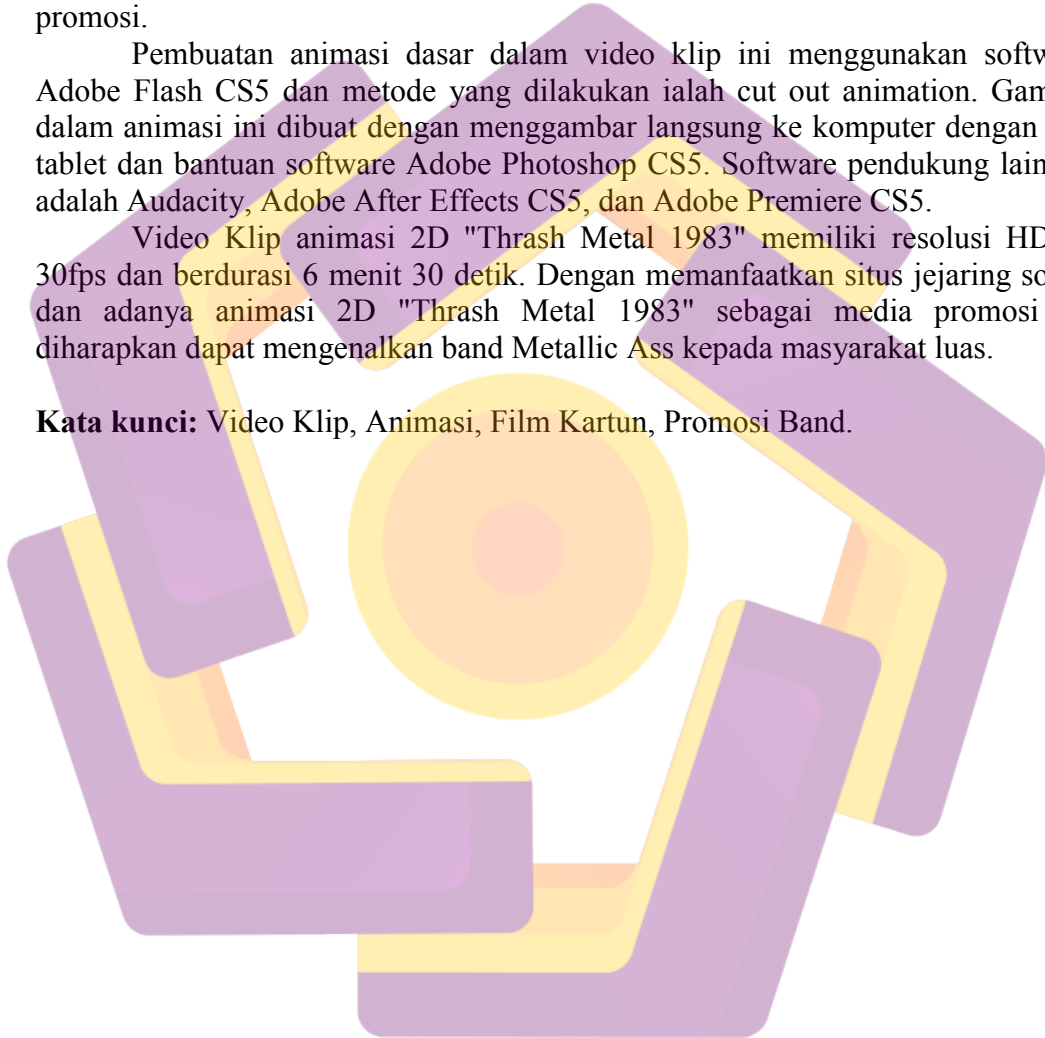 promosi.
Pembuatan animasi dasar dalam video klip ini menggunakan softw
Adobe Flash CS5 dan metode yang dilakukan ialah cut out animation. Gam
dalam animasi ini dibuat dengan menggambar langsung ke komputer dengan
tablet dan bantuan software Adobe Photoshop CS5. Software pendukung lain
adalah Audacity, Adobe After Effects CS5, dan Adobe Premiere CS5.
Video Klip animasi 2D "Thrash Metal 1983" memiliki resolusi HD
30fps dan berdurasi 6 menit 30 detik. Dengan memanfaatkan situs jejaring so
dan adanya animasi 2D "Thrash Metal 1983" sebagai media promosi
diharapkan dapat mengenalkan band Metallic Ass kepada masyarakat luas.
Kata kunci: Video Klip, Animasi, Film Kartun, Promosi Band.